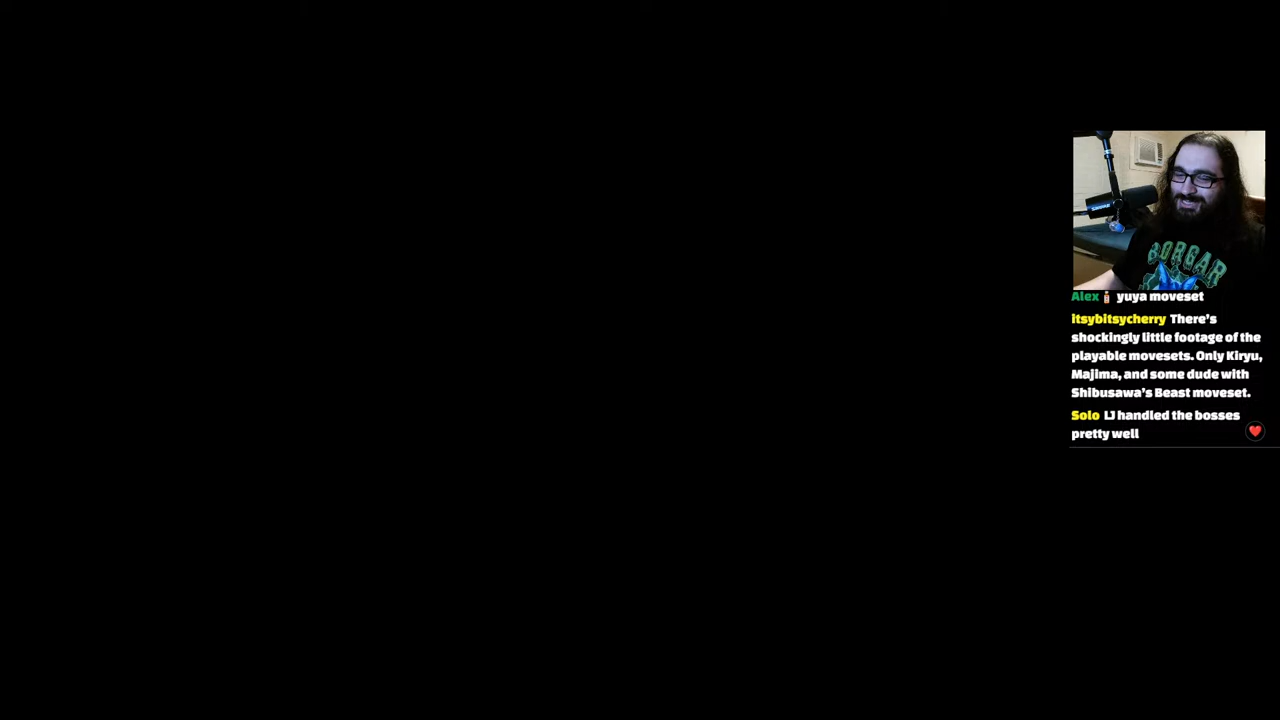 SHURE
BORGAR
Alex yuya moveset
itsybitsycherry There's
shockingly little footage of the
playable movesets. Only Kiryu,
Majima, and some dude with
Shibusawa's Beast moveset.
Solo LJ handled the bosses
pretty well